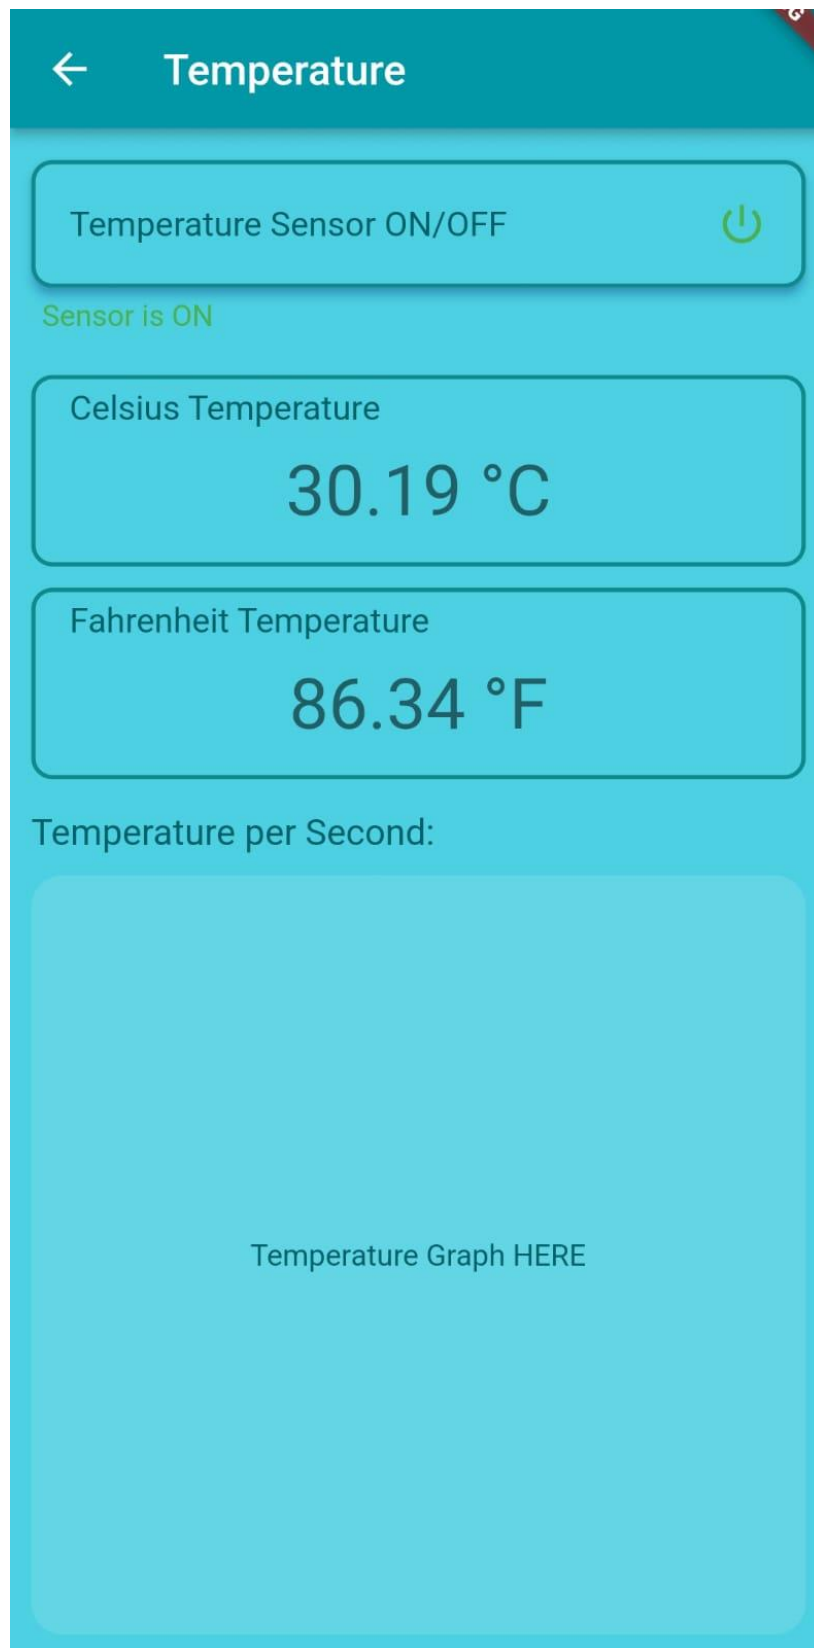 Temperature
Temperature Sensor ON/OFF
Sensor is ON
Celsius Temperature
30.19 °C
Fahrenheit Temperature
86.34 °F
Temperature per Second:
Temperature Graph HERE